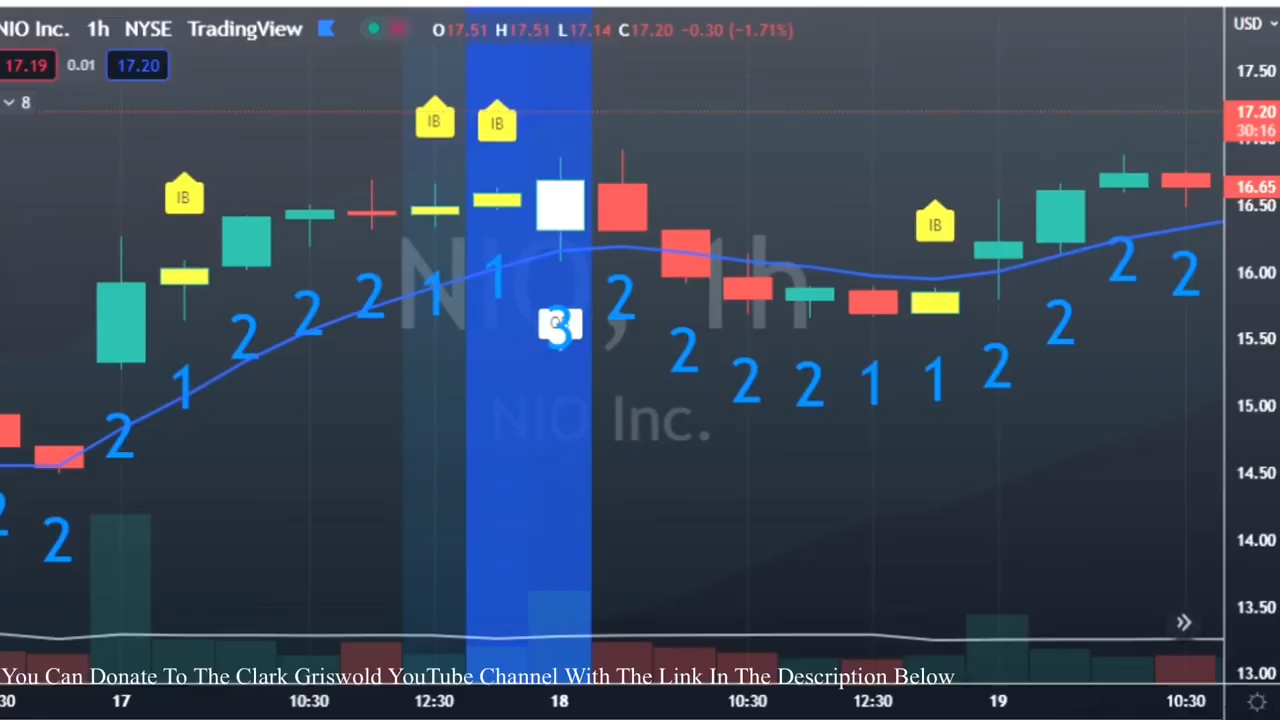 NIO Inc. 1h NYSE TradingView O17.51 H17.51 L17.14 C17.20 −0.30 (−1.71%)
USD
17.19 0.01 17.20
8
17.50
17.20
30:16
IB IB
IB
16.65
16.50
IB
NIO, 1h
16.00
15.50
NIO Inc.
15.00
14.50
14.00
13.50
13.00
2 2 1 2 2 2 1 1 3 2 2 2 2 1 1 2 2 2 2
You Can Donate To The Clark Griswold YouTube Channel With The Link In The Description Below
30 17 10:30 12:30 18 10:30 12:30 19 10:30